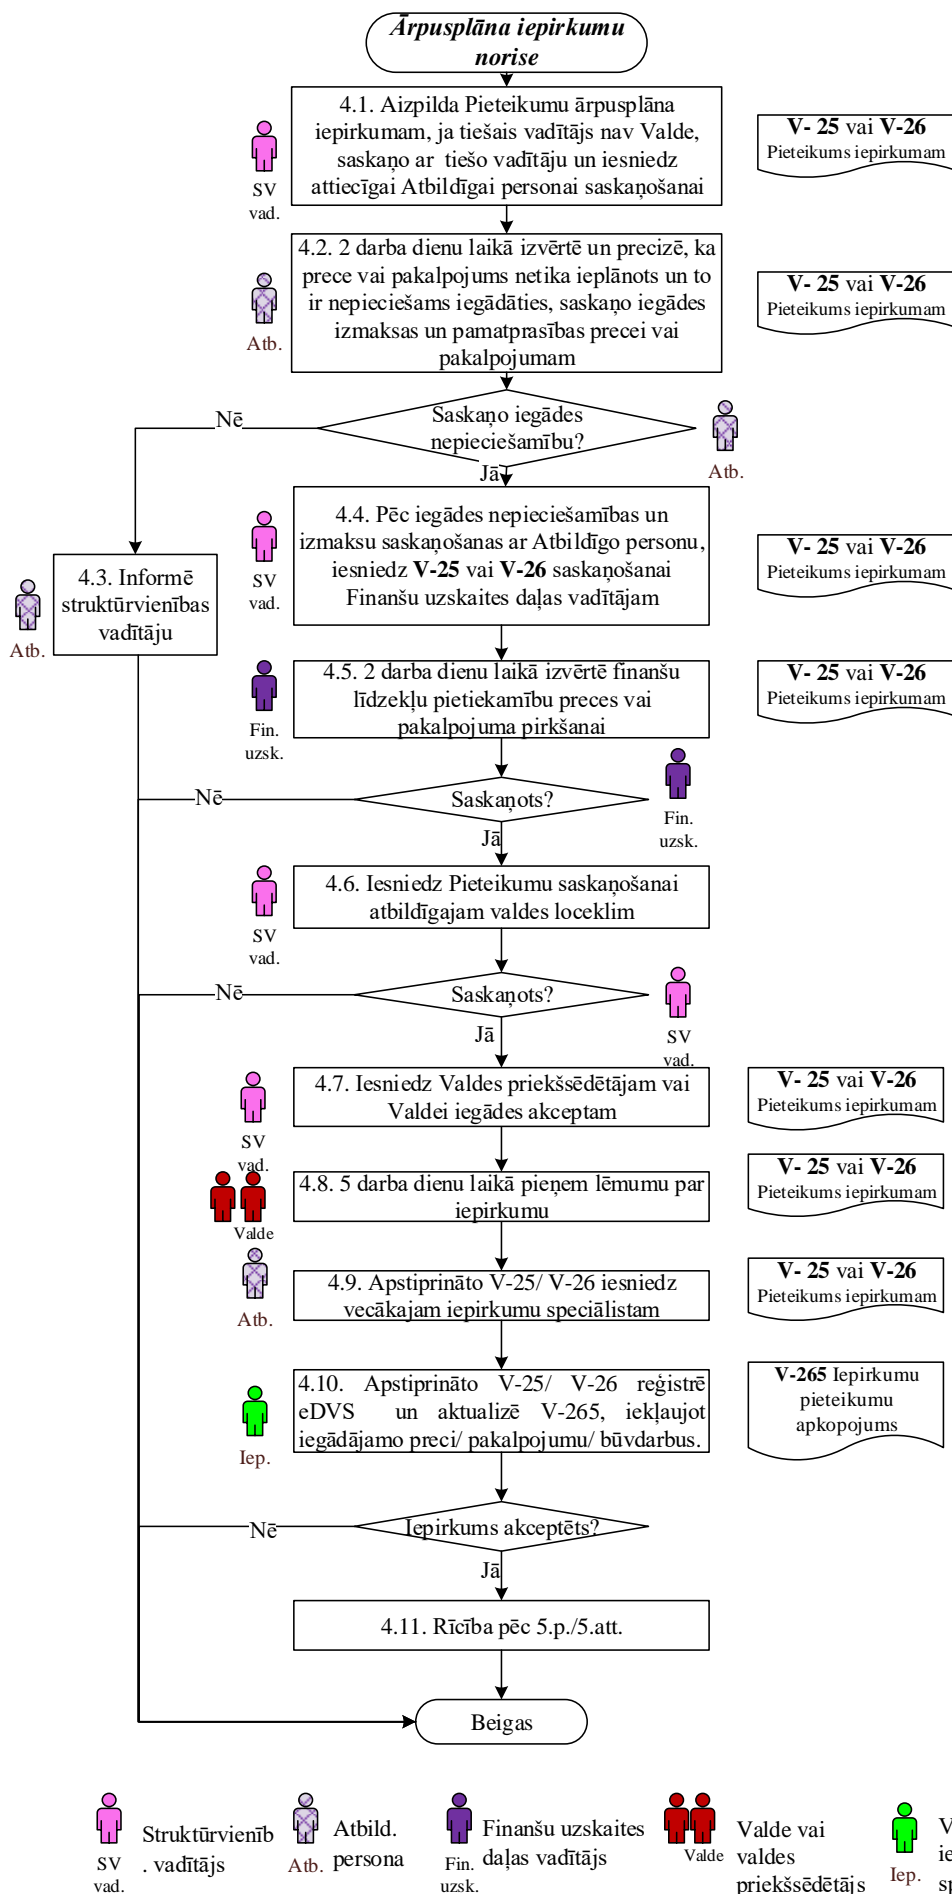 Ārpusplāna iepirkumu
norise
4.1. Aizpilda Pieteikumu ārpusplāna
iepirkumam, ja tiešais vadītājs nav Valde,
saskaņo ar tiešo vadītāju un iesniedz
attiecīgai Atbildīgai personai saskaņošanai
SV
vad.
V- 25 vai V-26
Pieteikums iepirkumam
4.2. 2 darba dienu laikā izvērtē un precizē, ka
prece vai pakalpojums netika ieplānots un to
ir nepieciešams iegādāties, saskaņo iegādes
izmaksas un pamatprasības precei vai
pakalpojumam
Atb.
V- 25 vai V-26
Pieteikums iepirkumam
Saskaņo iegādes
nepieciešamību?
Nē
Jā
Atb.
4.3. Informē
struktūrvienības
vadītāju
Atb.
4.4. Pēc iegādes nepieciešamības un
izmaksu saskaņošanas ar Atbildīgo personu,
iesniedz V-25 vai V-26 saskaņošanai
Finanšu uzskaites daļas vadītājam
SV
vad.
V- 25 vai V-26
Pieteikums iepirkumam
4.5. 2 darba dienu laikā izvērtē finanšu
līdzekļu pietiekamību preces vai
pakalpojuma pirkšanai
Fin.
uzsk.
V- 25 vai V-26
Pieteikums iepirkumam
Saskaņots?
Nē
Jā
Fin.
uzsk.
4.6. Iesniedz Pieteikumu saskaņošanai
atbildīgajam valdes loceklim
SV
vad.
Saskaņots?
Nē
Jā
SV
vad.
4.7. Iesniedz Valdes priekšsēdētājam vai
Valdei iegādes akceptam
SV
vad.
V- 25 vai V-26
Pieteikums iepirkumam
4.8. 5 darba dienu laikā pieņem lēmumu par
iepirkumu
Valde
V- 25 vai V-26
Pieteikums iepirkumam
4.9. Apstiprināto V-25/ V-26 iesniedz
vecākajam iepirkumu speciālistam
Atb.
V- 25 vai V-26
Pieteikums iepirkumam
4.10. Apstiprināto V-25/ V-26 reģistrē
eDVS un aktualizē V-265, iekļaujot
iegādājamo preci/ pakalpojumu/ būvdarbus.
Iep.
V-265 Iepirkumu
pieteikumu
apkopojums
Iepirkums akceptēts?
Nē
Jā
4.11. Rīcība pēc 5.p./5.att.
Beigas
SV
vad.
Struktūrvienīb
. vadītājs
Atb.
Atbild.
persona
Fin.
uzsk.
Finanšu uzskaites
daļas vadītājs
Valde
Valde vai
valdes
priekšsēdētājs
Iep.
V
ie
sp